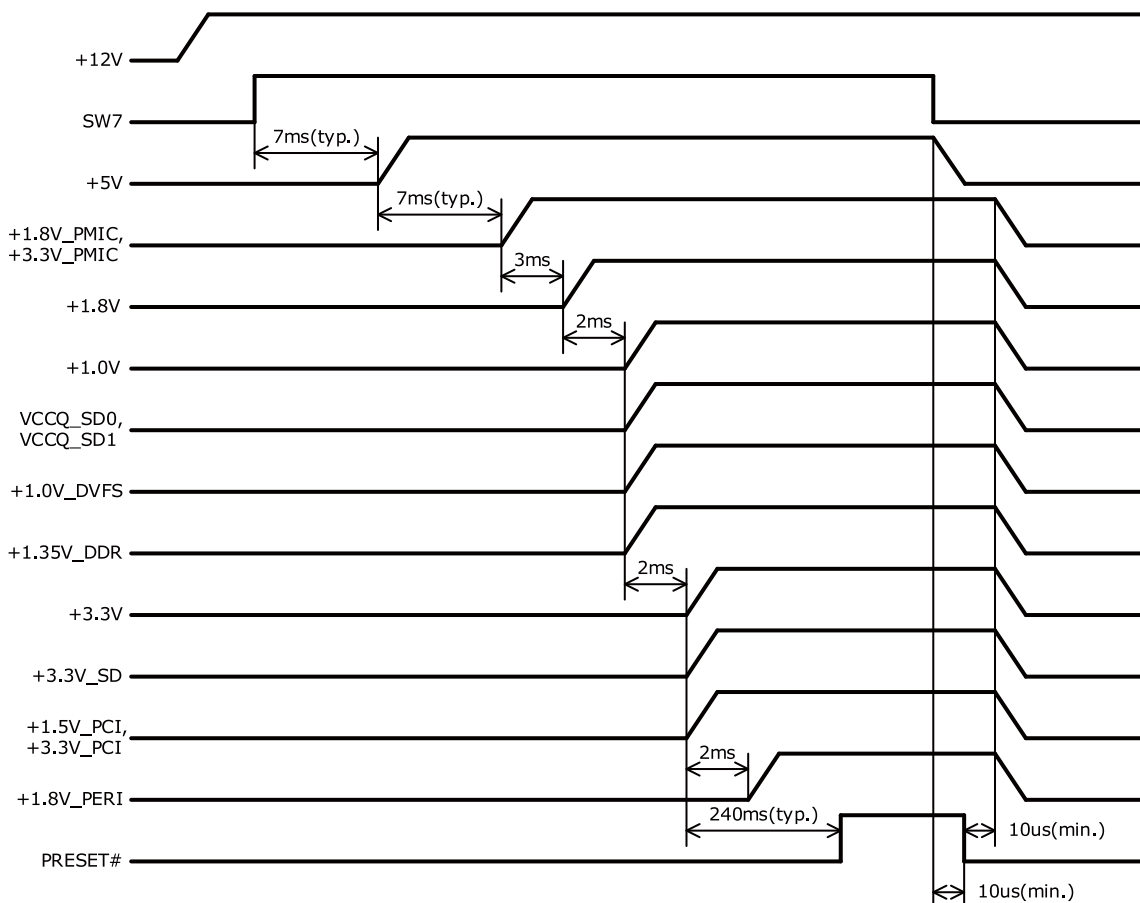 +12V
SW7
7ms(typ.)
+5V
7ms(typ.)
+1.8V_PMIC,
+3.3V_PMIC
3ms
+1.8V
2ms
+1.0V
VCCQ_SD0,
VCCQ_SD1
+1.0V_DVFS
+1.35V_DDR
2ms
+3.3V
+3.3V_SD
+1.5V_PCI,
+3.3V_PCI
2ms
+1.8V_PERI
240ms(typ.)
10us(min.)
PRESET#
10us(min.)